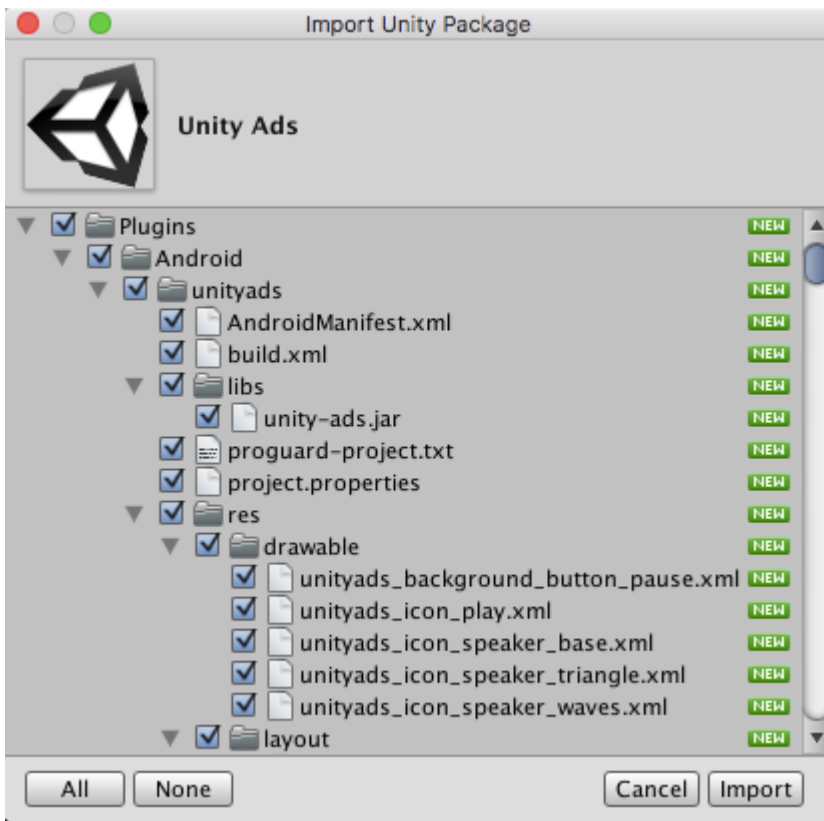 Import Unity Package
Unity Ads
Plugins NEW
Android NEW
unityads NEW
AndroidManifest.xml NEW
build.xml NEW
libs NEW
unity-ads.jar NEW
proguard-project.txt NEW
project.properties NEW
res NEW
drawable NEW
unityads_background_button_pause.xml NEW
unityads_icon_play.xml NEW
unityads_icon_speaker_base.xml NEW
unityads_icon_speaker_triangle.xml NEW
unityads_icon_speaker_waves.xml NEW
layout NEW
All None Cancel Import